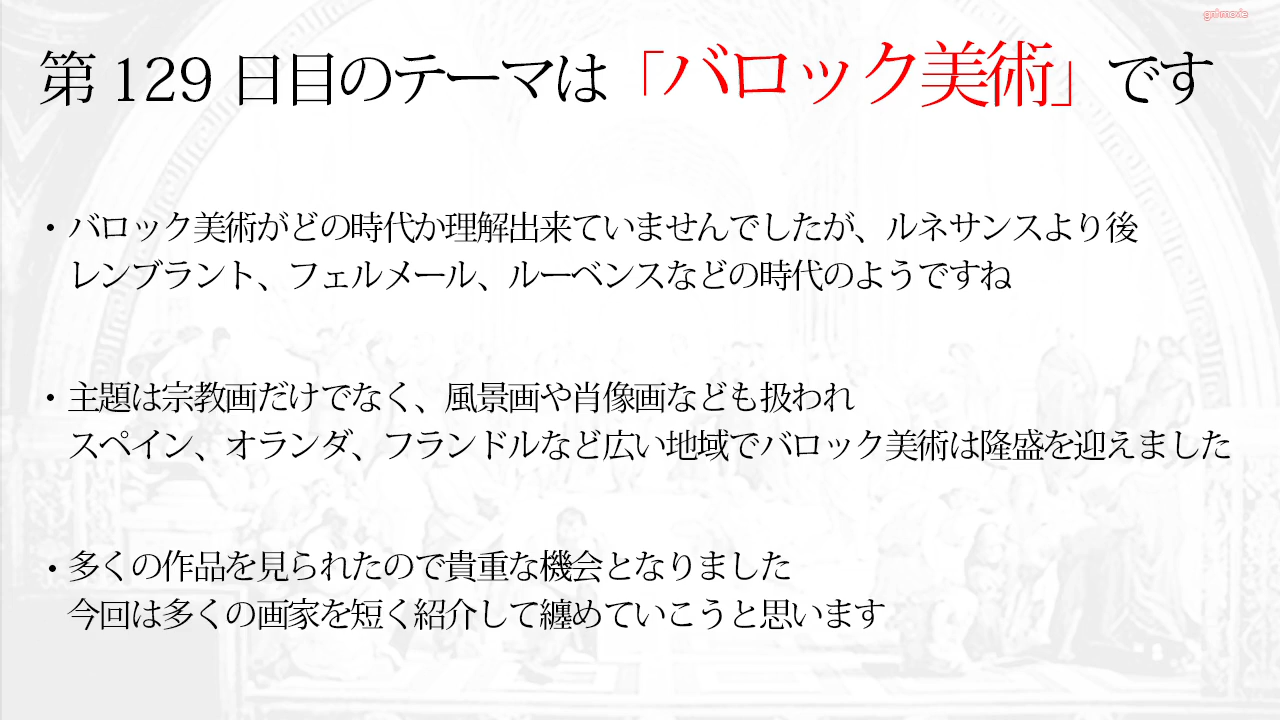 第 129 日目のテーマは「バロック美術」です
・バロック美術がどの時代か理解出来ていませんでしたが、ルネサンスより後
レンブラント、フェルメール、ルーベンスなどの時代のようですね
・主題は宗教画だけでなく、風景画や肖像画なども扱われ
スペイン、オランダ、フランドルなど広い地域でバロック美術は隆盛を迎えました
・多くの作品を見られたので貴重な機会となりました
今回は多くの画家を短く紹介して纏めていこうと思います